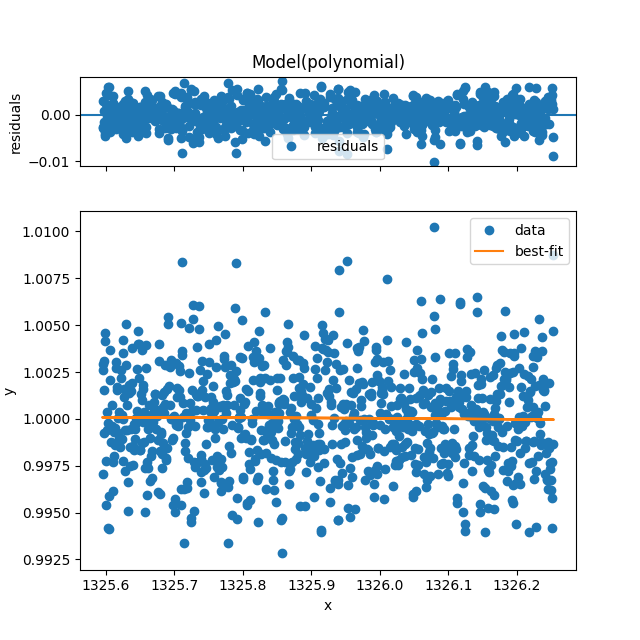 Model(polynomial)
residuals
0.00
−0.01
residuals
1.0100
1.0075
1.0050
1.0025
1.0000
0.9975
0.9950
0.9925
y
data
best-fit
1325.6 1325.7 1325.8 1325.9 1326.0 1326.1 1326.2
x